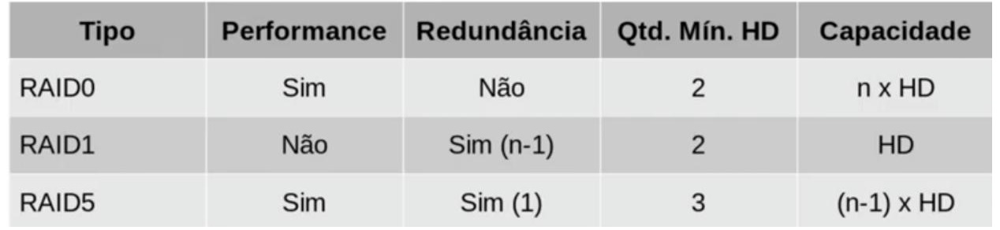 Tipo Performance Redundância Qtd. Mín. HD Capacidade
RAID0 Sim Não 2 n x HD
RAID1 Não Sim (n-1) 2 HD
RAID5 Sim Sim (1) 3 (n-1) x HD